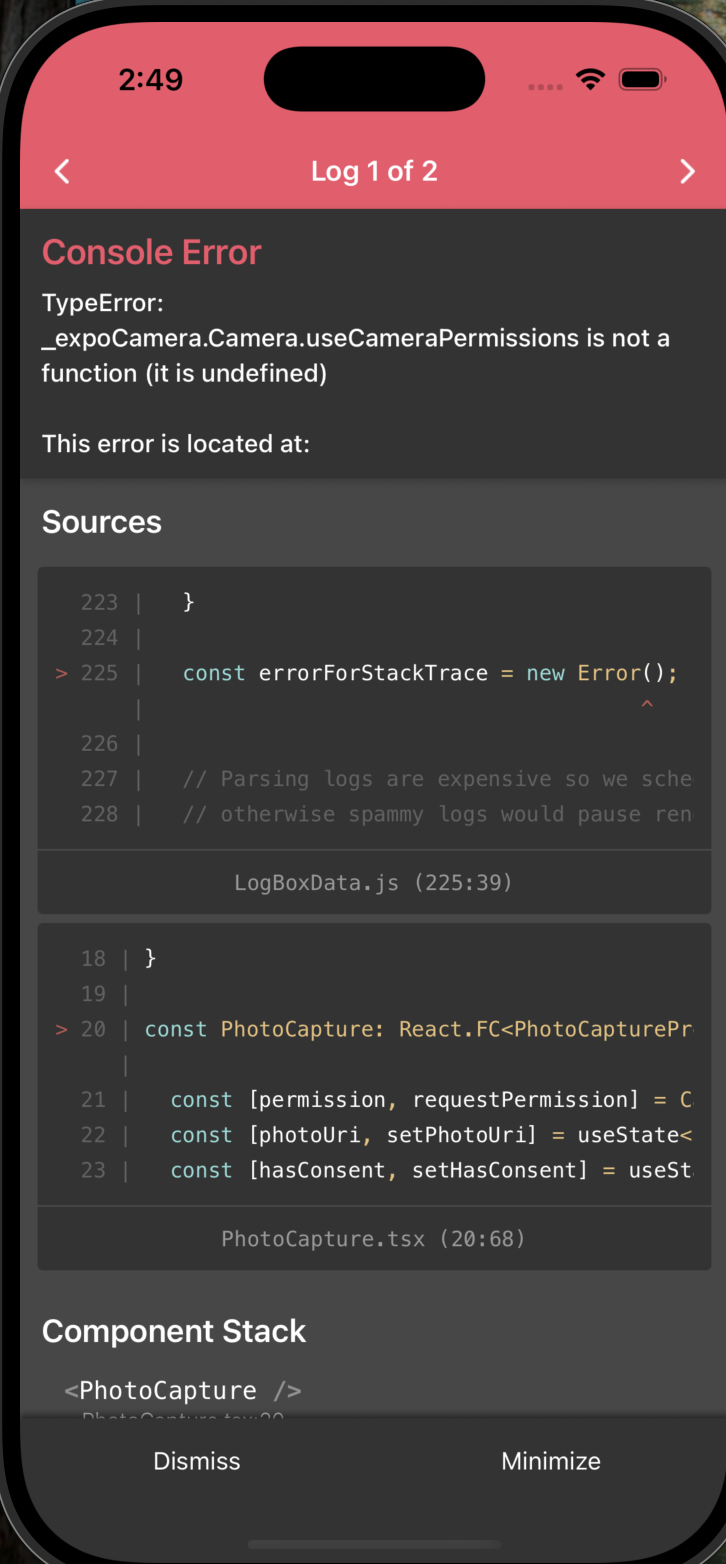 2:49
Log 1 of 2
Console Error
TypeError:
_expoCamera.Camera.useCameraPermissions is not a
function (it is undefined)
This error is located at:
Sources
223 | }
224 |
> 225 | const errorForStackTrace = new Error();
| ^
226 |
227 | // Parsing logs are expensive so we sche
228 | // otherwise spammy logs would pause ren
LogBoxData.js (225:39)
18 | }
19 |
> 20 | const PhotoCapture: React.FC<PhotoCapturePr
|
21 | const [permission, requestPermission] = C
22 | const [photoUri, setPhotoUri] = useState<
23 | const [hasConsent, setHasConsent] = useSt
PhotoCapture.tsx (20:68)
Component Stack
<PhotoCapture />
PhotoCapture.tsx:20
Dismiss
Minimize